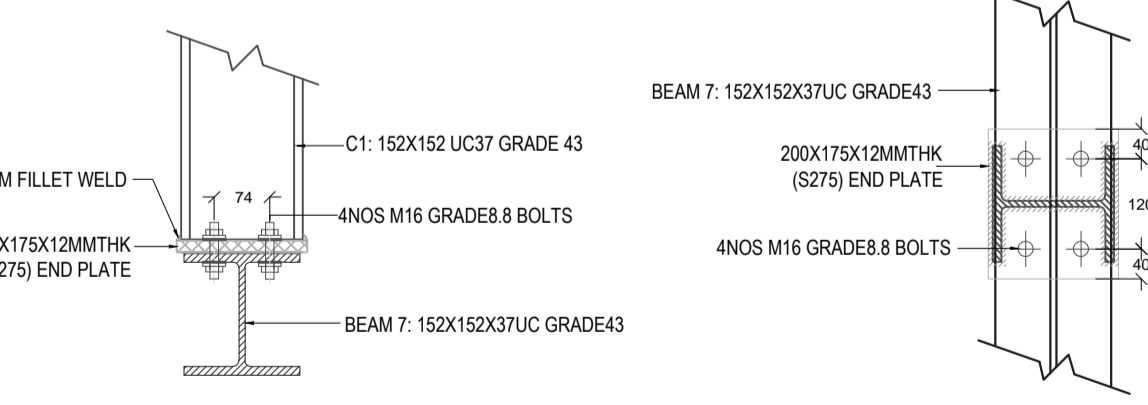 C1: 152X152 UC37 GRADE 43
M FILLET WELD
74
4NOS M16 GRADE8.8 BOLTS
X175X12MMTHK
275) END PLATE
BEAM 7: 152X152X37UC GRADE43
BEAM 7: 152X152X37UC GRADE43
200X175X12MMTHK
(S275) END PLATE
4NOS M16 GRADE8.8 BOLTS
40
120
40